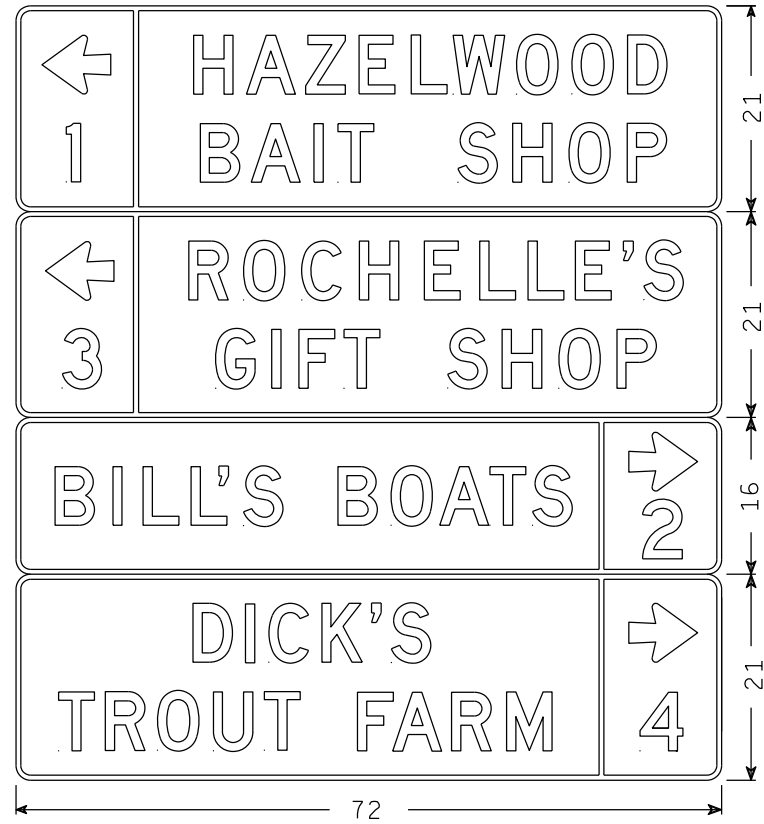 HAZELWOOD
1 BAIT SHOP
21
ROCHELLE'S
3 GIFT SHOP
21
BILL'S BOATS 2
16
DICK'S
TROUT FARM 4
21
72